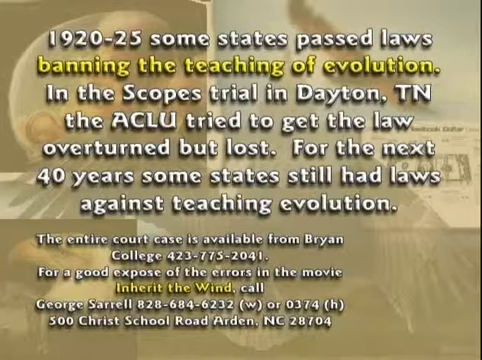 1920-25 some states passed laws
banning the teaching of evolution.
In the Scopes trial in Dayton, TN
the ACLU tried to get the law
overturned but lost. For the next
40 years some states still had laws
against teaching evolution.
The entire court case is available from Bryan
College 423-775-2041.
For a good expose of the errors in the movie
Inherit the Wind, call
George Sarrell 828-684-6232 (w) or 0374 (h)
500 Christ School Road Arden, NC 28704